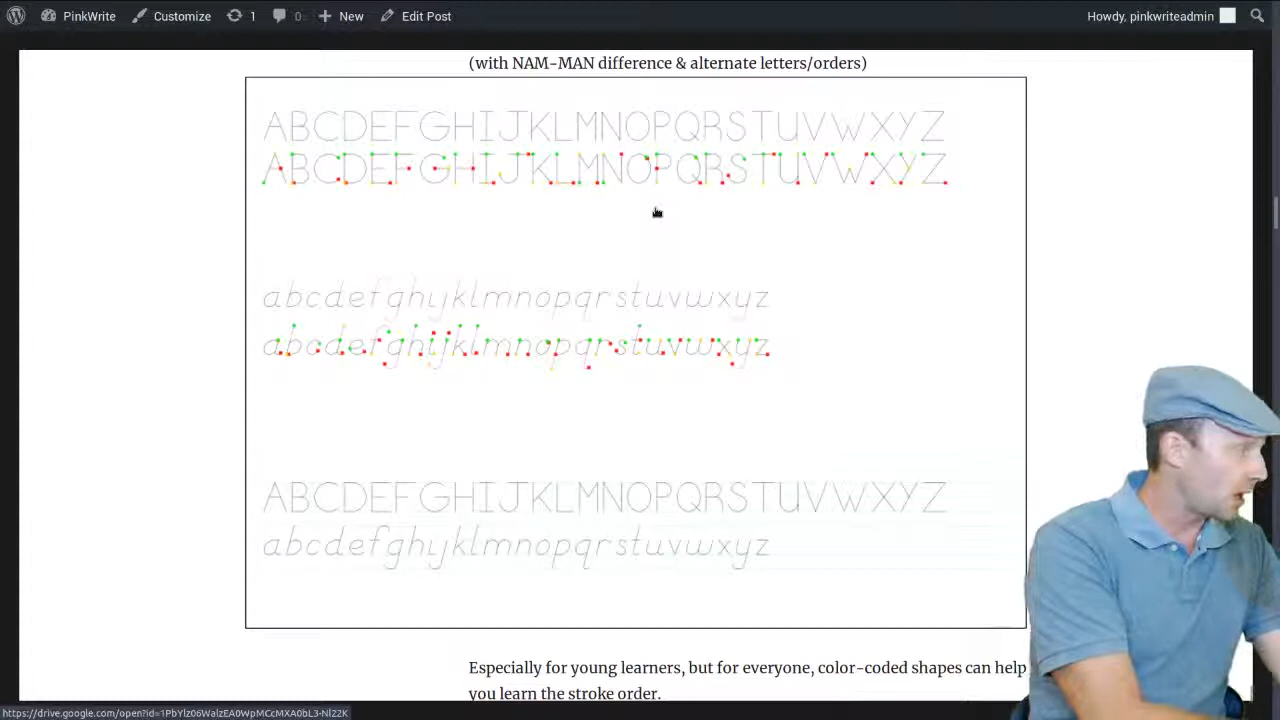 PinkWrite Customize 1 0 New Edit Post Howdy, pinkwriteadmin
(with NAM-MAN difference & alternate letters/orders)
ABCDEFGHIJKLMNOPQRSTUVWXYZ
ABCDEFGHIJKLMNOPQRSTUVWXYZ
abcdefghijklmnopqrstuvwxyz
abcdefghijklmnopqrstuvwxyz
ABCDEFGHIJKLMNOPQRSTUVWXYZ
abcdefghijklmnopqrstuvwxyz
Especially for young learners, but for everyone, color-coded shapes can help
you learn the stroke order.
https://drive.google.com/open?id=1PbYlz06WalzEA0WpMCcMXA0bL3-Nl22K